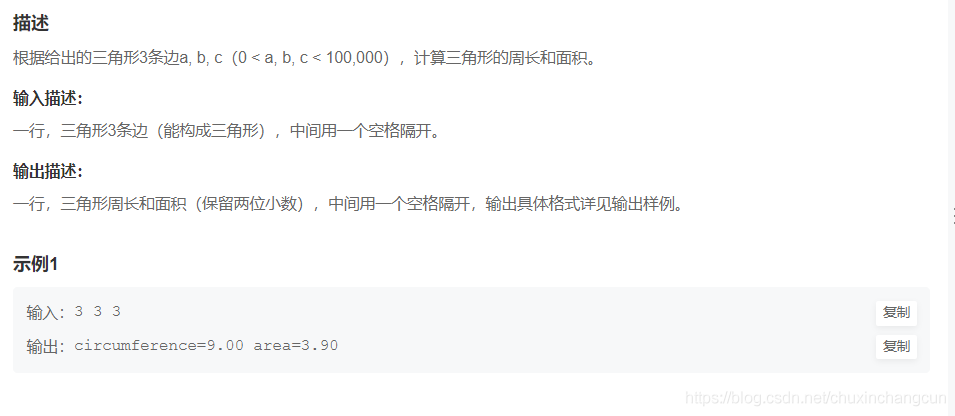 描述
根据给出的三角形3条边a, b, c（0 < a, b, c < 100,000），计算三角形的周长和面积。
输入描述：
一行，三角形3条边（能构成三角形），中间用一个空格隔开。
输出描述：
一行，三角形周长和面积（保留两位小数），中间用一个空格隔开，输出具体格式详见输出样例。
示例1
输入：3 3 3
复制
输出：circumference=9.00 area=3.90
复制
https://blog.csdn.net/chuxinchangcun